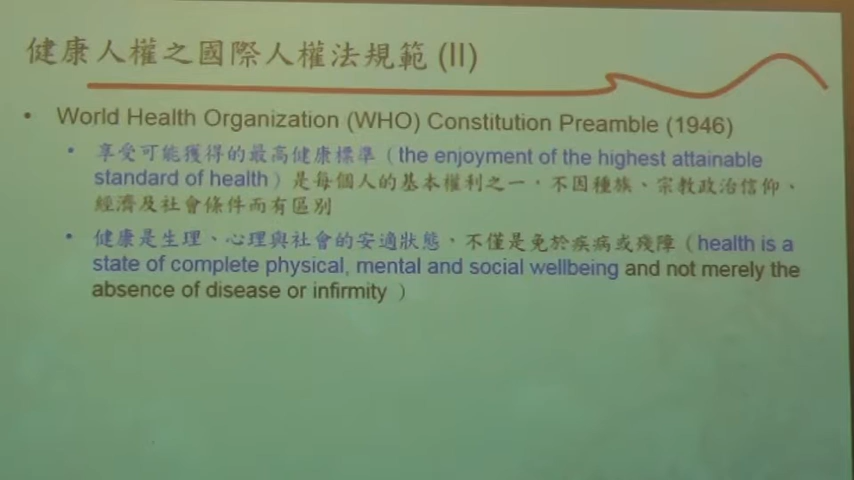 健康人權之國際人權法規範 (II)
• World Health Organization (WHO) Constitution Preamble (1946)
• 享受可能獲得的最高健康標準（the enjoyment of the highest attainable
standard of health）是每個人的基本權利之一，不因種族、宗教政治信仰、
經濟及社會條件而有區別
• 健康是生理、心理與社會的安適狀態、不僅是免於疾病或殘障（health is a
state of complete physical, mental and social wellbeing and not merely the
absence of disease or infirmity ）